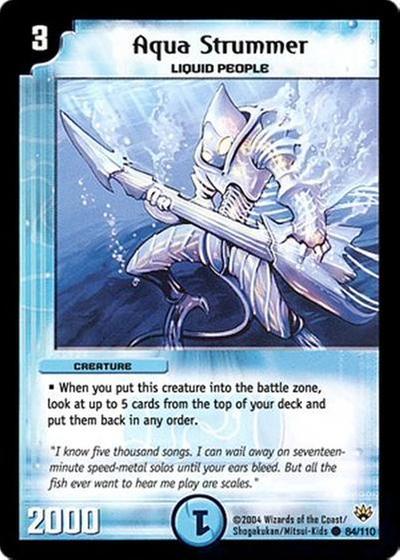 3
Aqua Strummer
LIQUID PEOPLE
CREATURE
▪ When you put this creature into the battle zone,
look at up to 5 cards from the top of your deck and
put them back in any order.
"I know five thousand songs. I can wail away on seventeen-
minute speed-metal solos until your ears bleed. But all the
fish ever want to hear me play are scales."
2000
1
©2004 Wizards of the Coast/
Shogakukan/Mitsui-Kids ● 84/110